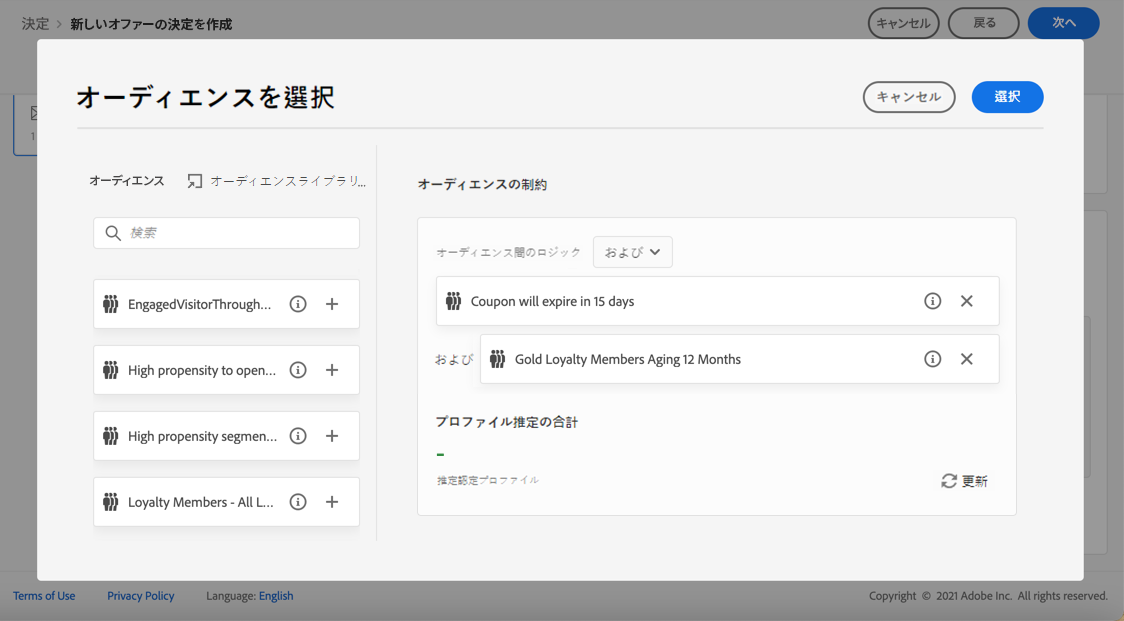 決定 > 新しいオファーの決定を作成
キャンセル
戻る
次へ
オーディエンスを選択
キャンセル
選択
オーディエンス
オーディエンスライブラリ...
検索
EngagedVisitorThrough...
High propensity to open...
High propensity segmen...
Loyalty Members - All L...
オーディエンスの制約
オーディエンス間のロジック
および
Coupon will expire in 15 days
および
Gold Loyalty Members Aging 12 Months
プロファイル推定の合計
–
推定認定プロファイル
更新
1
Terms of Use
Privacy Policy
Language: English
Copyright © 2021 Adobe Inc. All rights reserved.